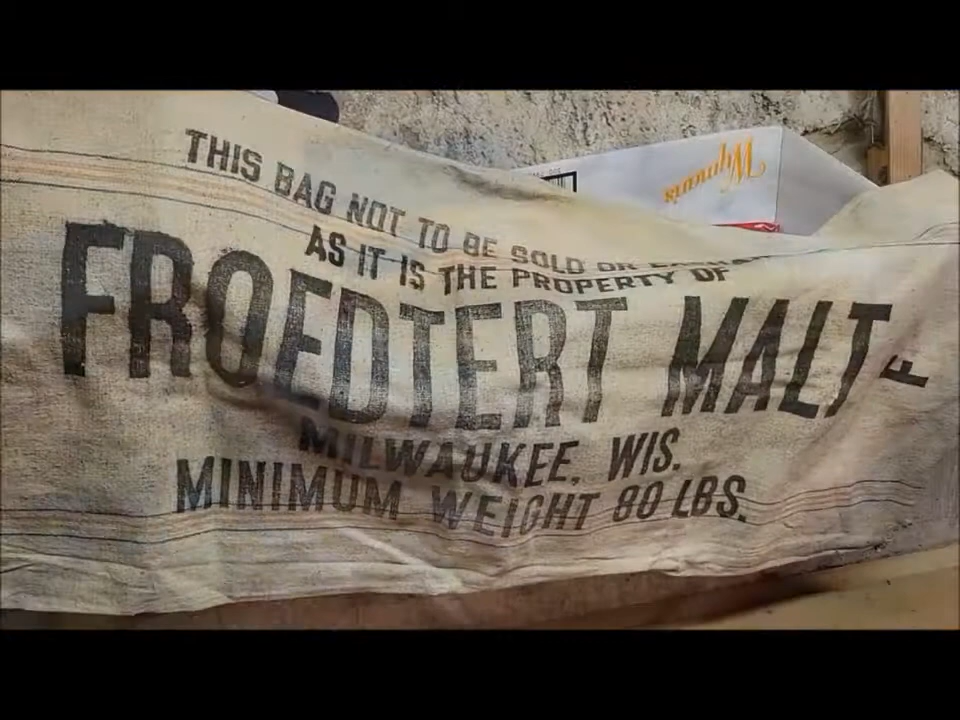 THIS BAG NOT TO BE SOLD OR
AS IT IS THE PROPERTY OF
FROEDTERT MALT
F
MILWAUKEE, WIS.
MINIMUM WEIGHT 80 LBS.
Wymans